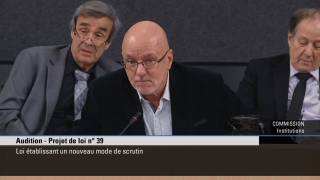 COMMISSION
Institutions
Audition - Projet de loi n° 39
Loi établissant un nouveau mode de scrutin